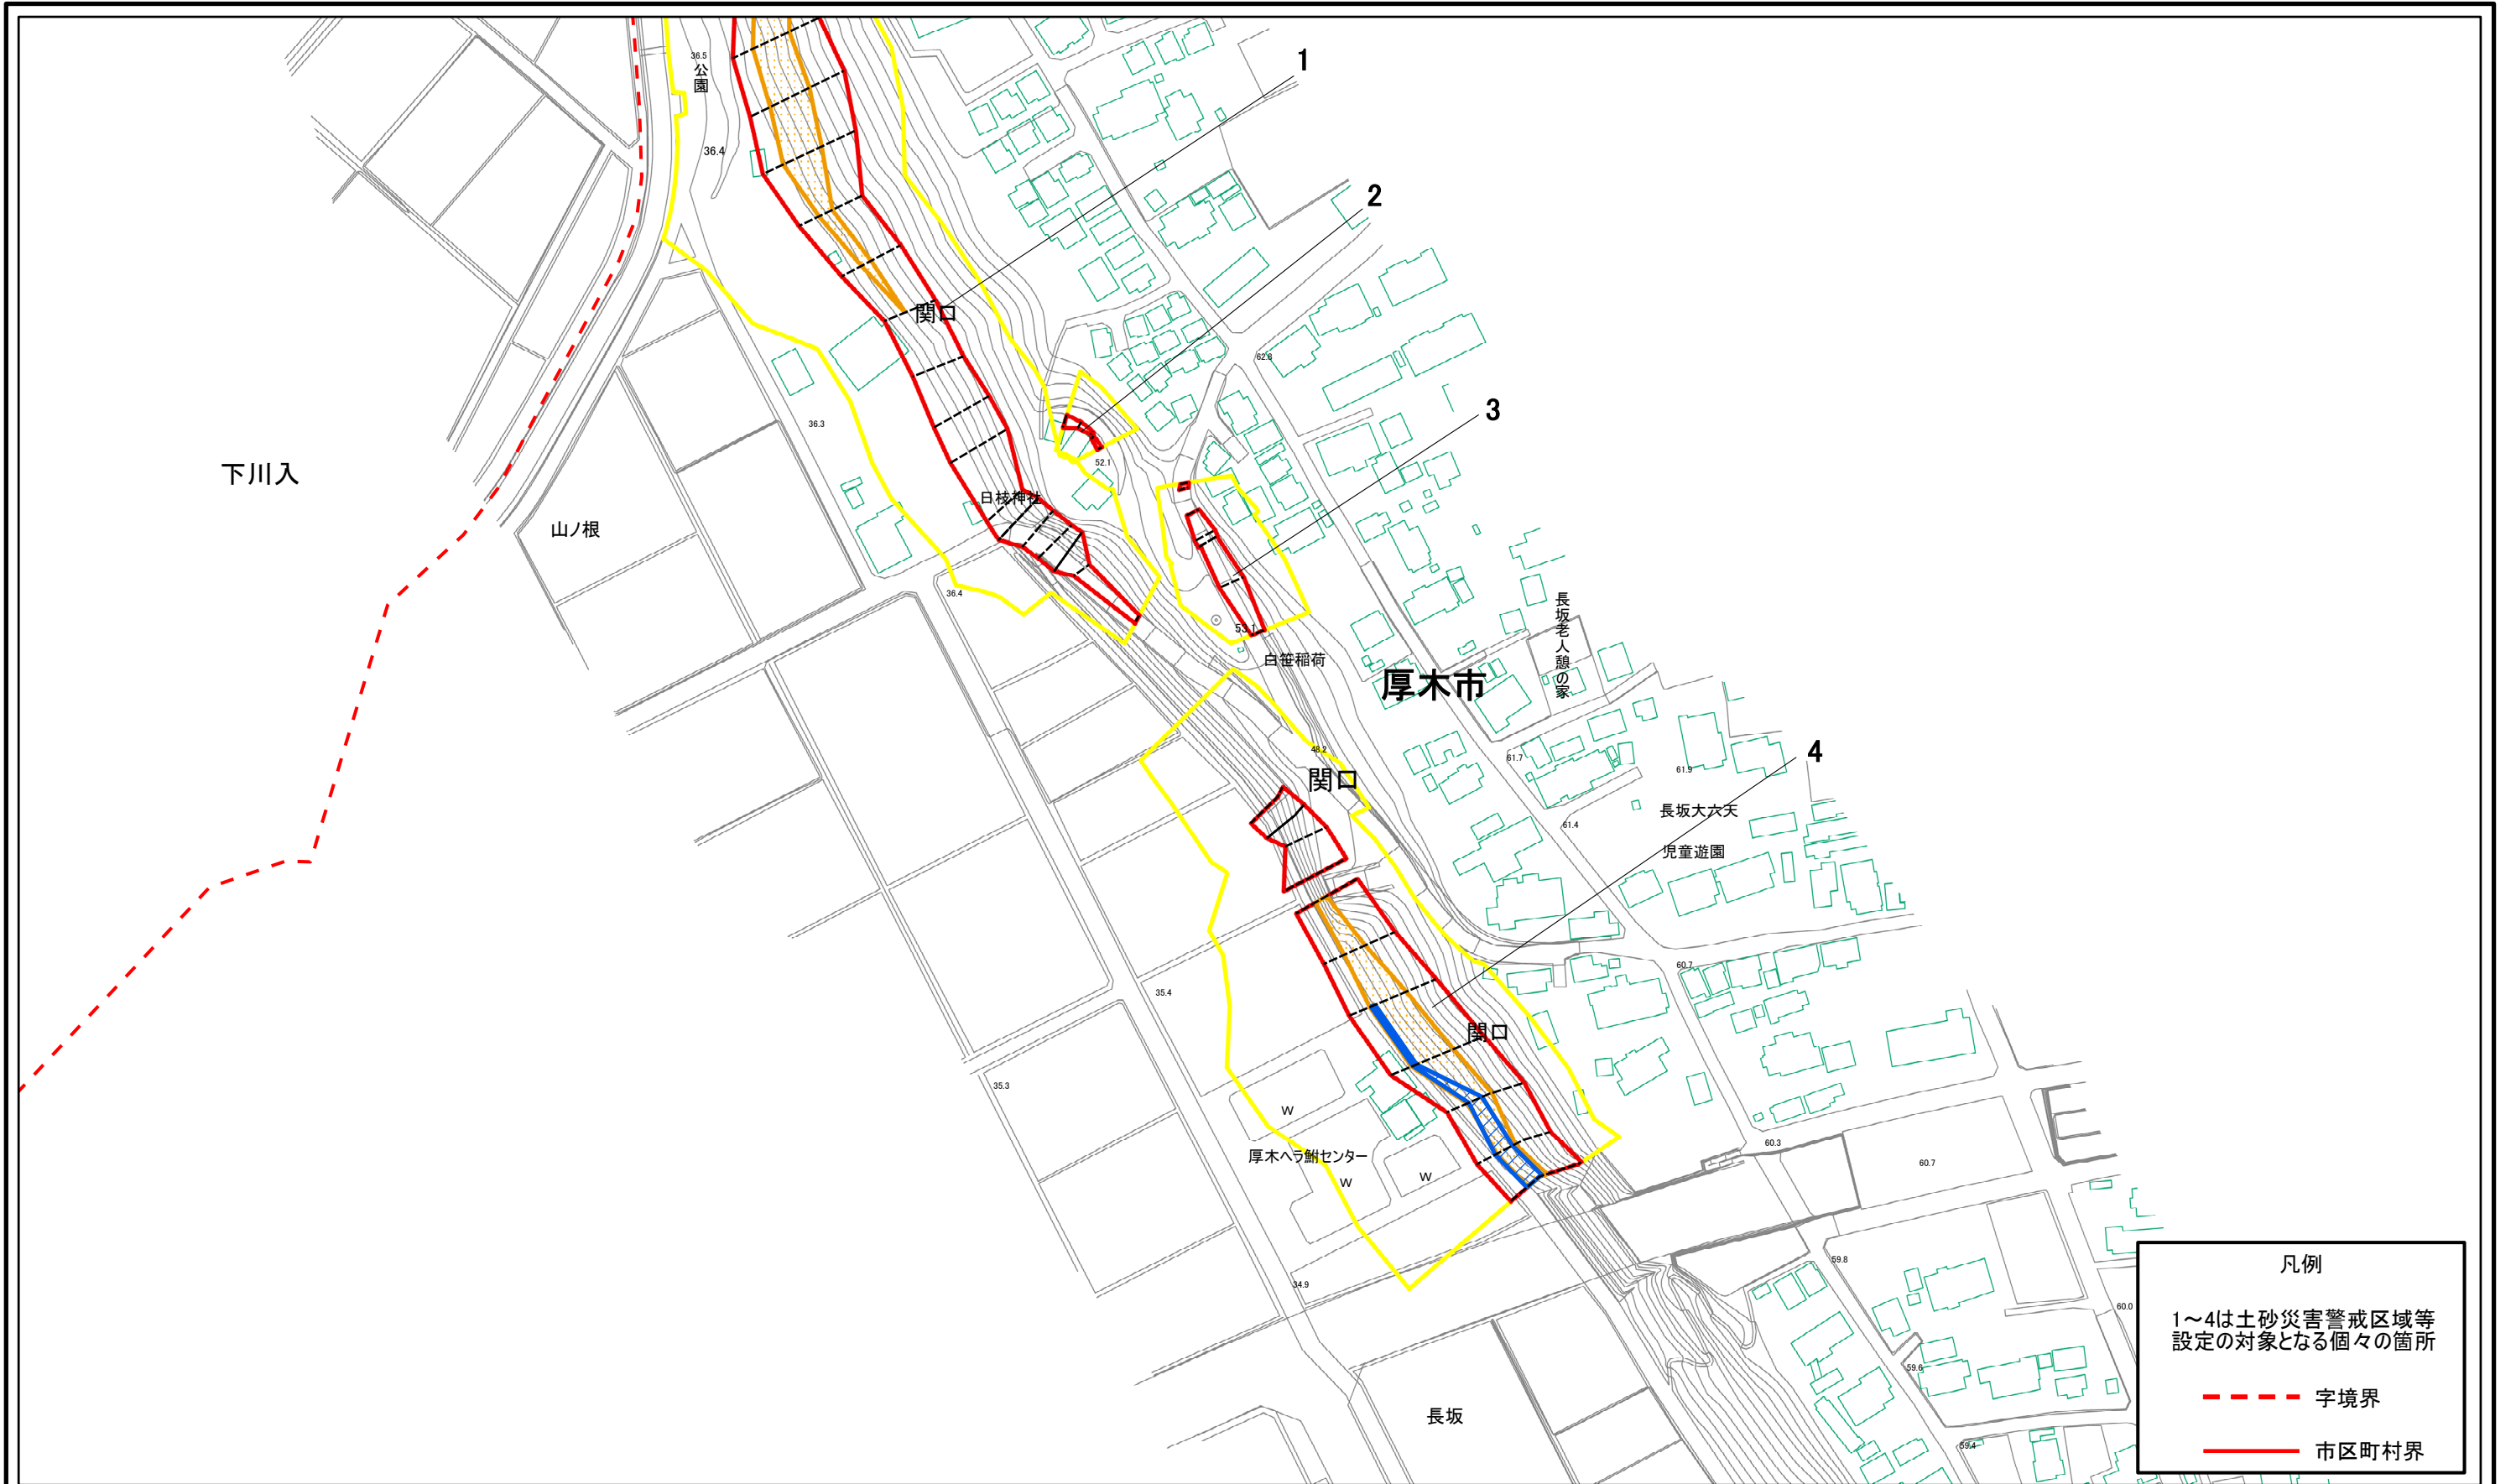 1
36.5
公園
36.4
2
関口
62.8
3
36.3
52.1
下川入
日枝神社
山ノ根
36.4
長坂老人憩の家
53.1
白笹稲荷
厚木市
48.2
4
61.7
61.9
関口
長坂大六天
61.4
児童遊園
60.7
35.4
関口
35.3
W
60.3
厚木ヘラ鮒センター
60.7
W
W
59.8
34.9
60.0
59.6
長坂
59.4
凡例
1~4は土砂災害警戒区域等
設定の対象となる個々の箇所
字境界
市区町村界